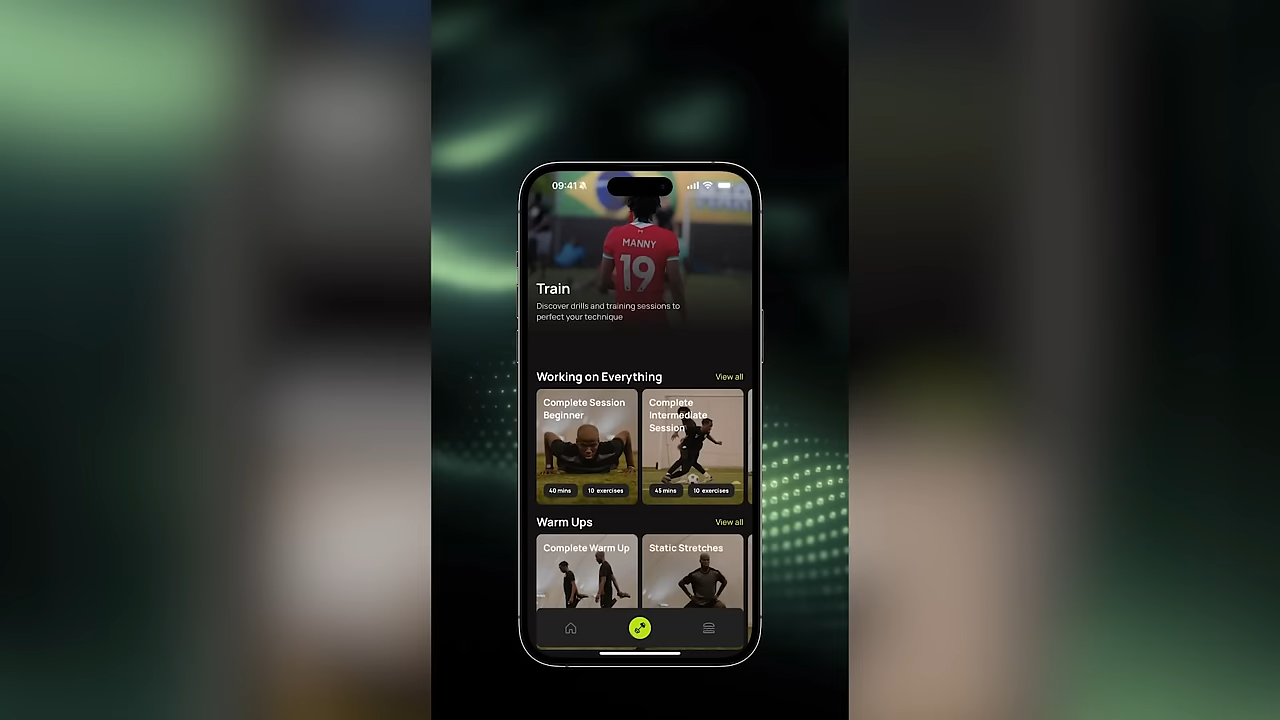 09:41
MANNY
19
Train
Discover drills and training sessions to
perfect your technique
Working on Everything
View all
Complete Session
Beginner
Complete
Intermediate
Session
40 mins
10 exercises
45 mins
10 exercises
Warm Ups
View all
Complete Warm Up
Static Stretches